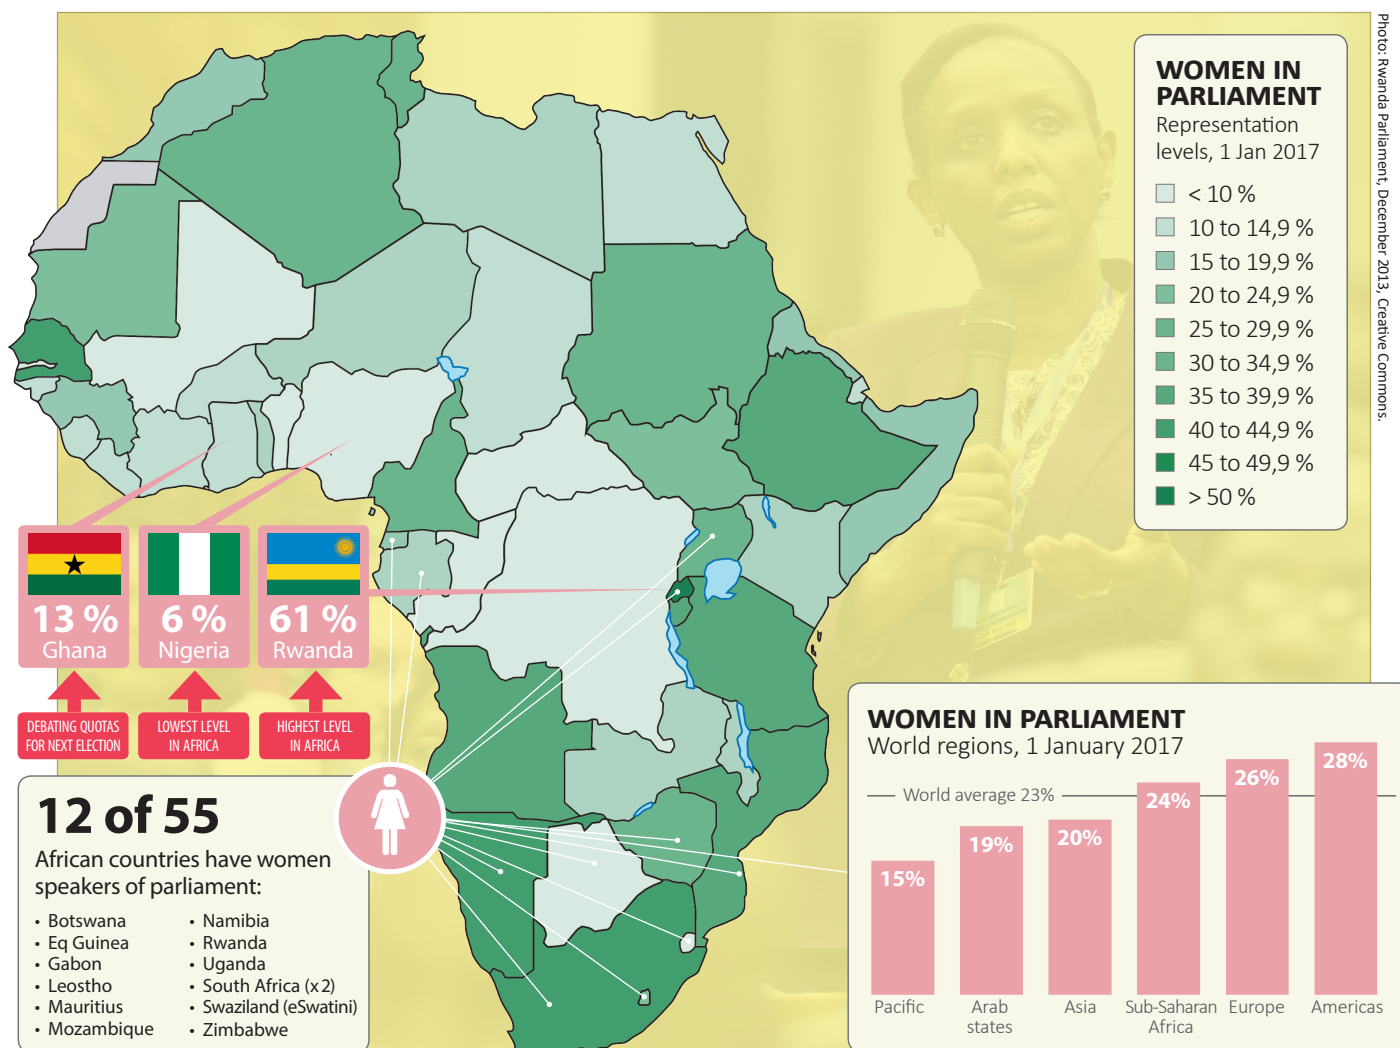 Photo: Rwanda Parliament, December 2013, Creative Commons.
WOMEN IN
PARLIAMENT
Representation
levels, 1 Jan 2017
< 10 %
10 to 14,9 %
15 to 19,9 %
20 to 24,9 %
25 to 29,9 %
30 to 34,9 %
35 to 39,9 %
40 to 44,9 %
45 to 49,9 %
> 50 %
13 %
Ghana
DEBATING QUOTAS
FOR NEXT ELECTION
6 %
Nigeria
LOWEST LEVEL
IN AFRICA
61 %
Rwanda
HIGHEST LEVEL
IN AFRICA
12 of 55
African countries have women
speakers of parliament:
• Botswana
• Eq Guinea
• Gabon
• Leostho
• Mauritius
• Mozambique
• Namibia
• Rwanda
• Uganda
• South Africa (x2)
• Swaziland (eSwatini)
• Zimbabwe
WOMEN IN PARLIAMENT
World regions, 1 January 2017
World average 23%
15%
19%
20%
24%
26%
28%
Pacific
Arab
states
Asia
Sub-Saharan
Africa
Europe
Americas